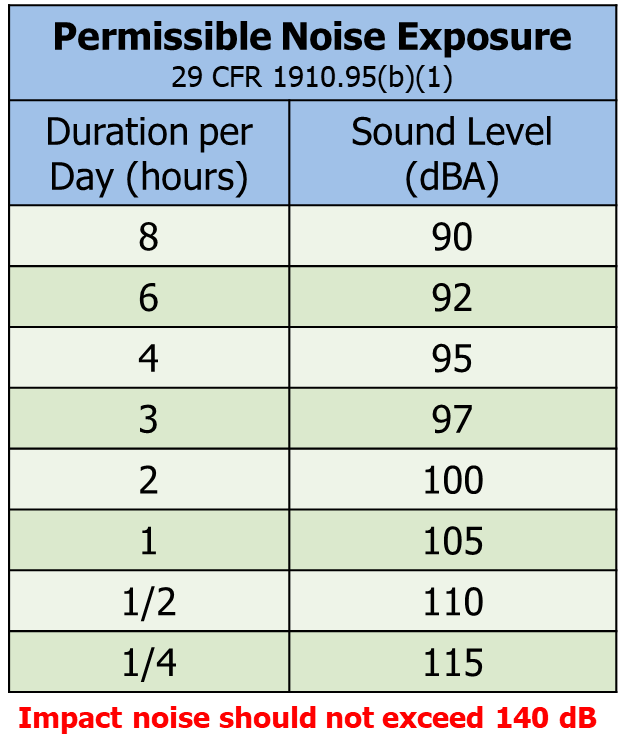 Permissible Noise Exposure
29 CFR 1910.95(b)(1)
Duration per Day (hours) Sound Level (dBA)
8 90
6 92
4 95
3 97
2 100
1 105
1/2 110
1/4 115
Impact noise should not exceed 140 dB